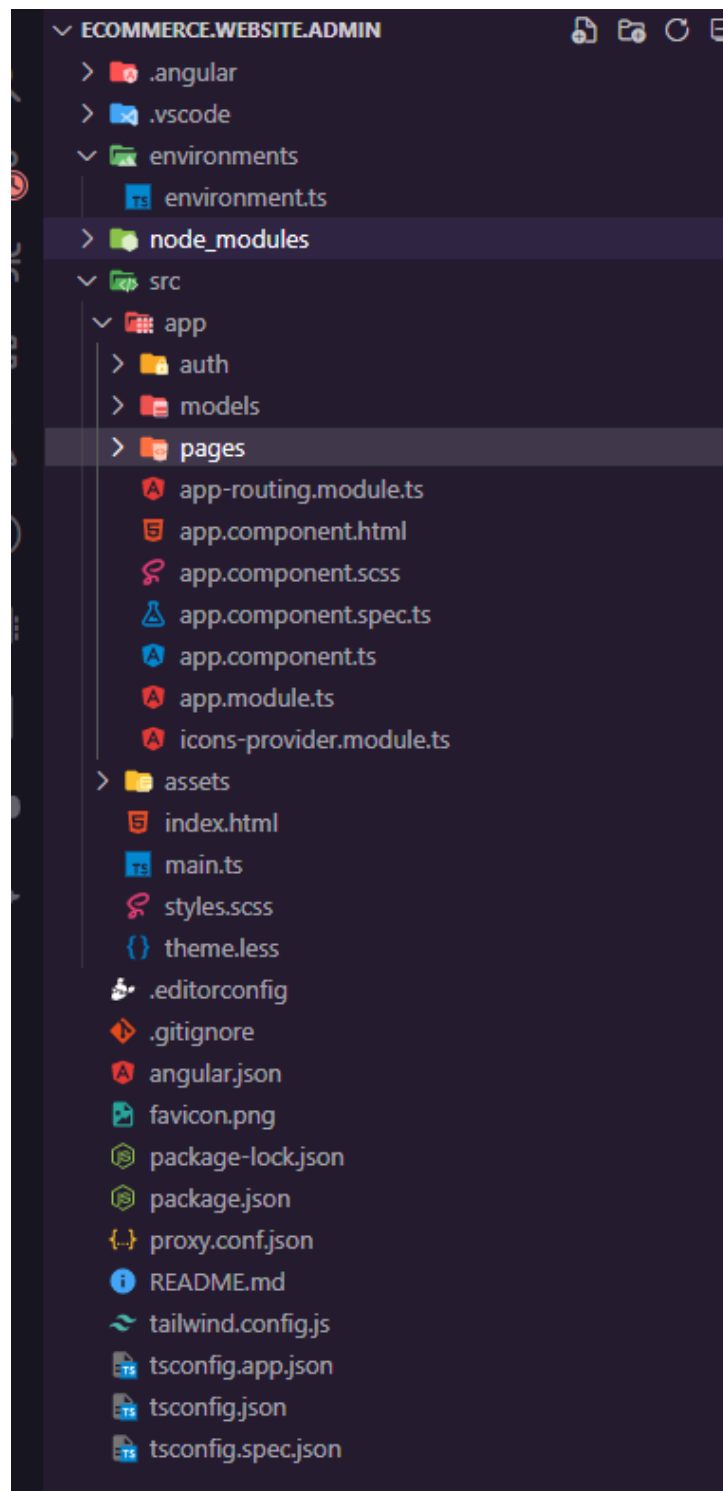 ECOMMERCE.WEBSITE.ADMIN
.angular
.vscode
environments
environment.ts
node_modules
src
app
auth
models
pages
app-routing.module.ts
app.component.html
app.component.scss
app.component.spec.ts
app.component.ts
app.module.ts
icons-provider.module.ts
assets
index.html
main.ts
styles.scss
theme.less
.editorconfig
.gitignore
angular.json
favicon.png
package-lock.json
package.json
proxy.conf.json
README.md
tailwind.config.js
tsconfig.app.json
tsconfig.json
tsconfig.spec.json